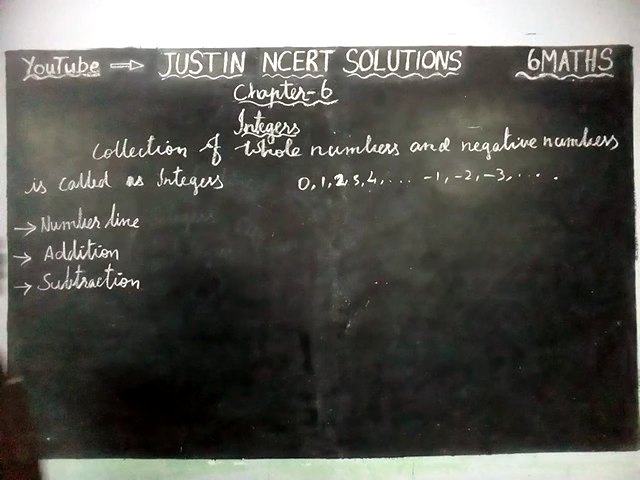 YouTube → JUSTIN NCERT SOLUTIONS 6MATHS
Chapter-6
Integers
Collection of whole numbers and negative numbers
is called as Integers 0, 1, 2, 3, 4, ... -1, -2, -3, ....
→ Number line
→ Addition
→ Subtraction